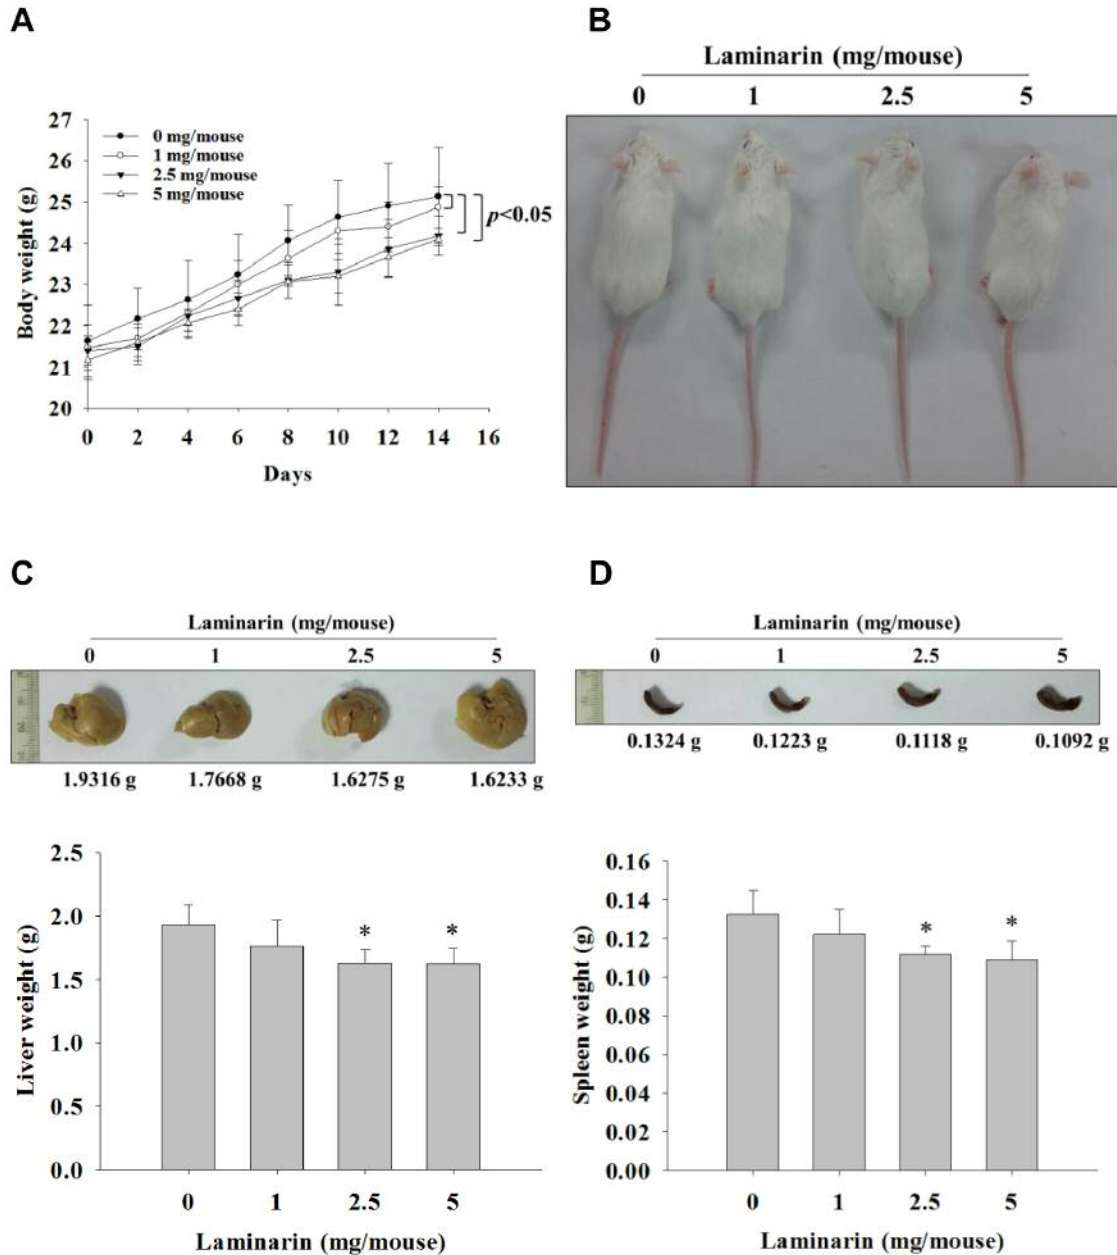 A
27
26
25
24
23
22
21
20
Body weight (g)
0 mg/mouse
1 mg/mouse
2.5 mg/mouse
5 mg/mouse
p<0.05
0 2 4 6 8 10 12 14 16
Days
B
Laminarin (mg/mouse)
0 1 2.5 5
C
Laminarin (mg/mouse)
0 1 2.5 5
1.9316 g 1.7668 g 1.6275 g 1.6233 g
2.5
2.0
1.5
1.0
0.5
0.0
Liver weight (g)
* *
0 1 2.5 5
Laminarin (mg/mouse)
D
Laminarin (mg/mouse)
0 1 2.5 5
0.1324 g 0.1223 g 0.1118 g 0.1092 g
0.16
0.14
0.12
0.10
0.08
0.06
0.04
0.02
0.00
Spleen weight (g)
* *
0 1 2.5 5
Laminarin (mg/mouse)